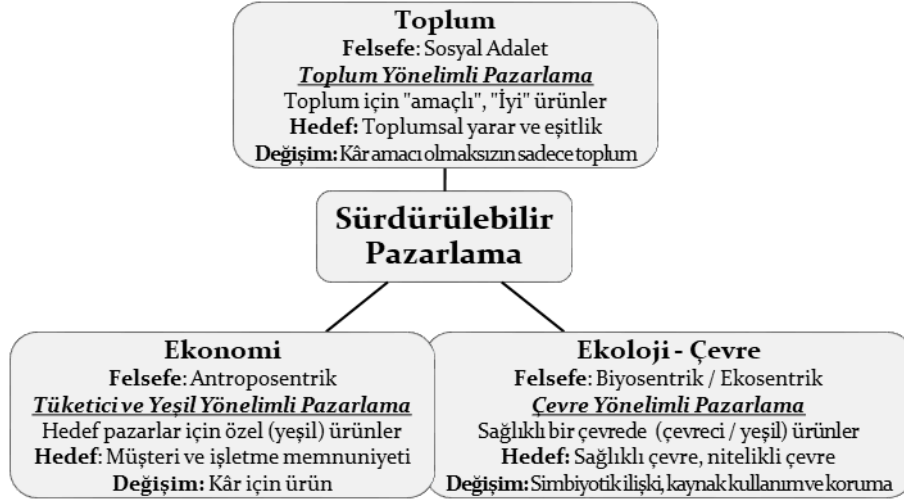 Toplum
Felsefe: Sosyal Adalet
Toplum Yönelimli Pazarlama
Toplum için "amaçlı", "İyi" ürünler
Hedef: Toplumsal yarar ve eşitlik
Değişim: Kâr amacı olmaksızın sadece toplum
Sürdürülebilir
Pazarlama
Ekonomi
Felsefe: Antroposentrik
Tüketici ve Yeşil Yönelimli Pazarlama
Hedef pazarlar için özel (yeşil) ürünler
Hedef: Müşteri ve işletme memnuniyeti
Değişim: Kâr için ürün
Ekoloji - Çevre
Felsefe: Biyosentrik / Ekosentrik
Çevre Yönelimli Pazarlama
Sağlıklı bir çevrede (çevreci / yeşil) ürünler
Hedef: Sağlıklı çevre, nitelikli çevre
Değişim: Simbiyotik ilişki, kaynak kullanım ve koruma